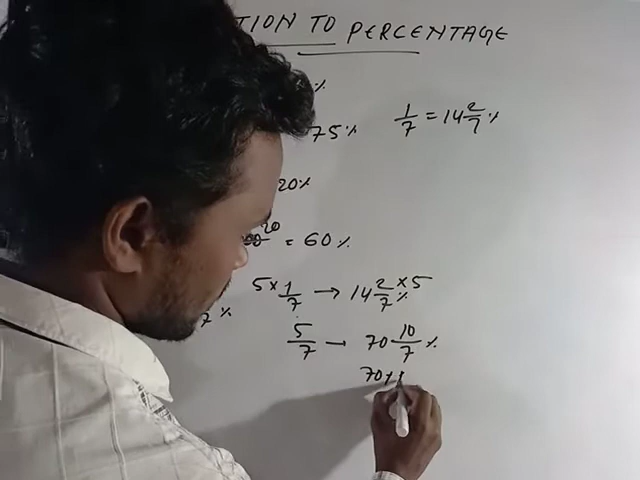 TION TO PERCENTAGE
%
75% 1/7 = 14 2/7 %
20%
20
= 60%
5 × 1/7 → 14 2/7 % × 5
7%
5/7 → 70 10/7 %
70